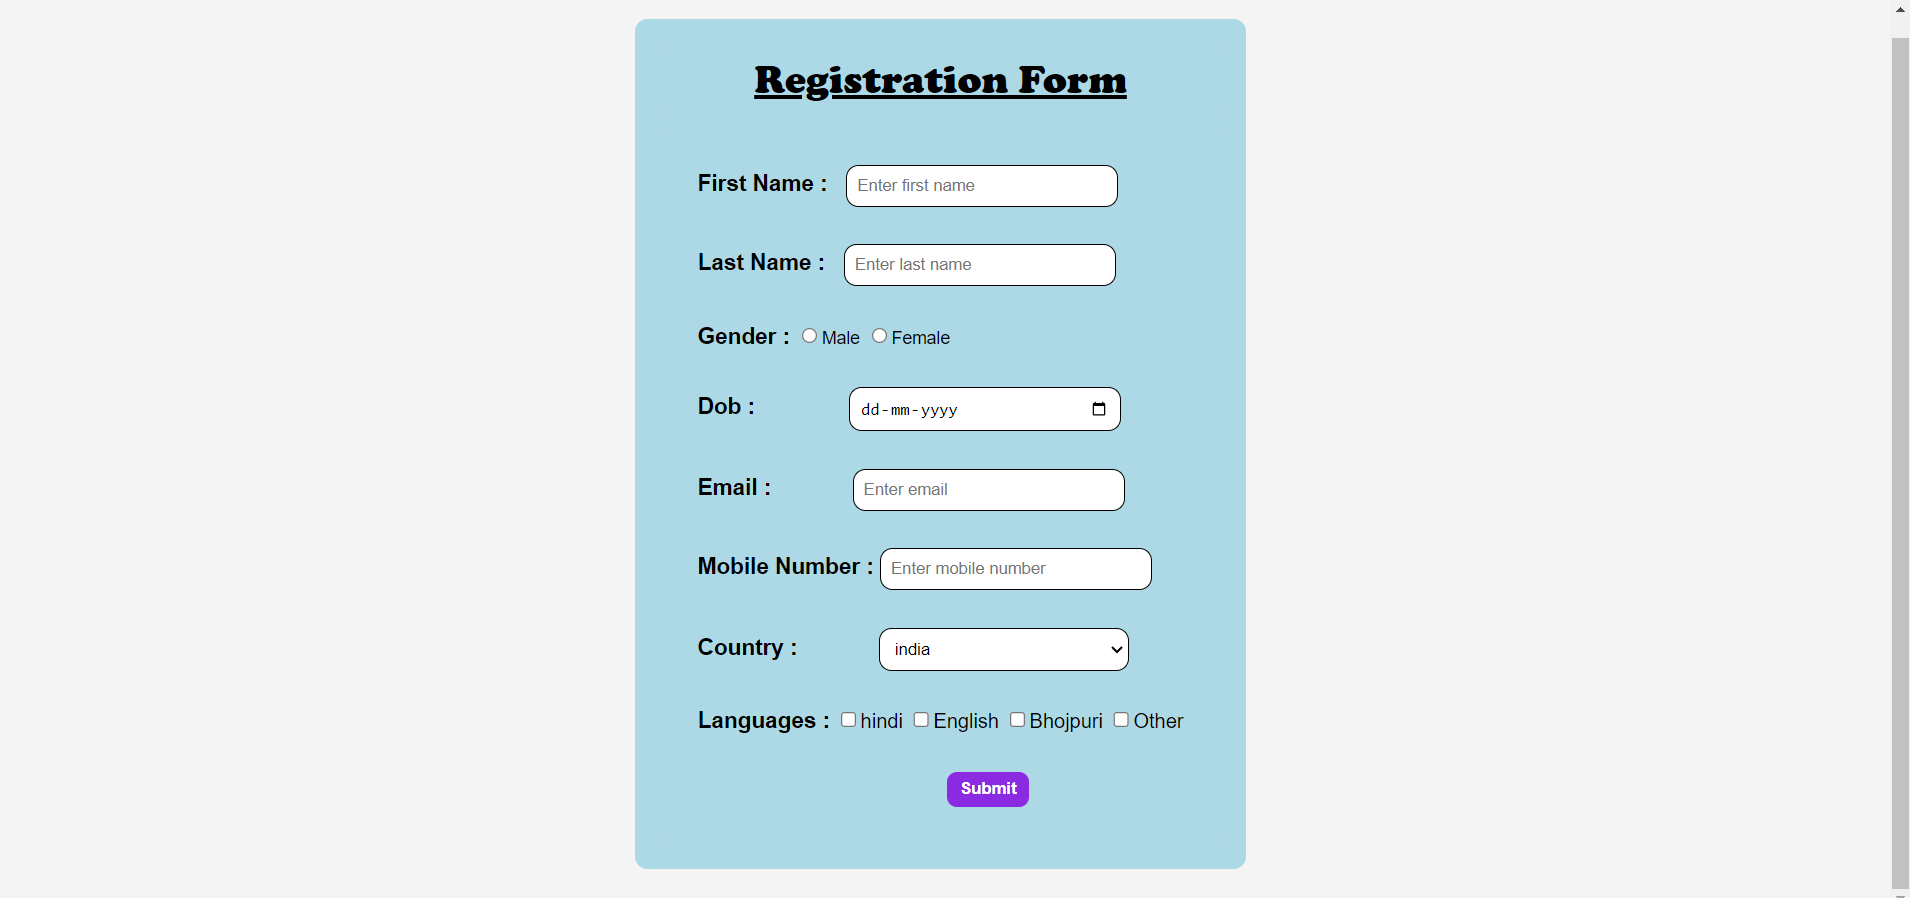 Registration Form
First Name : Enter first name
Last Name : Enter last name
Gender : Male Female
Dob : dd-mm-yyyy
Email : Enter email
Mobile Number : Enter mobile number
Country : india
Languages : hindi English Bhojpuri Other
Submit